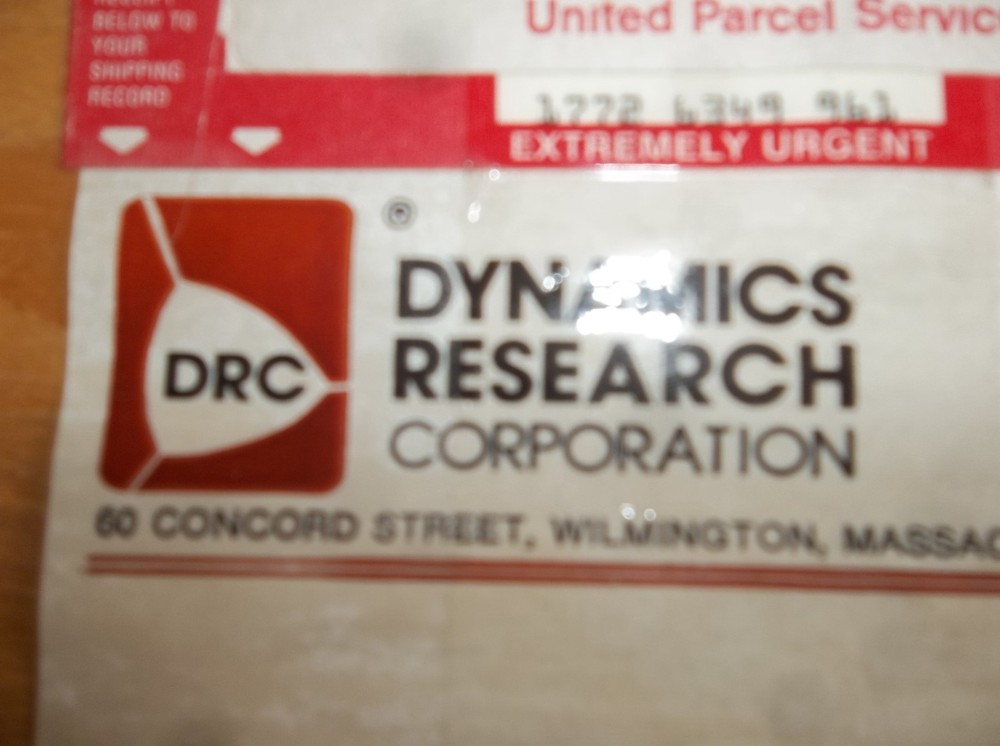 BELOW TO
YOUR
SHIPPING
RECORD
United Parcel Servic
1772 6349 961
EXTREMELY URGENT
®
DRC
DYNAMICS
RESEARCH
CORPORATION
60 CONCORD STREET, WILMINGTON, MASSAC